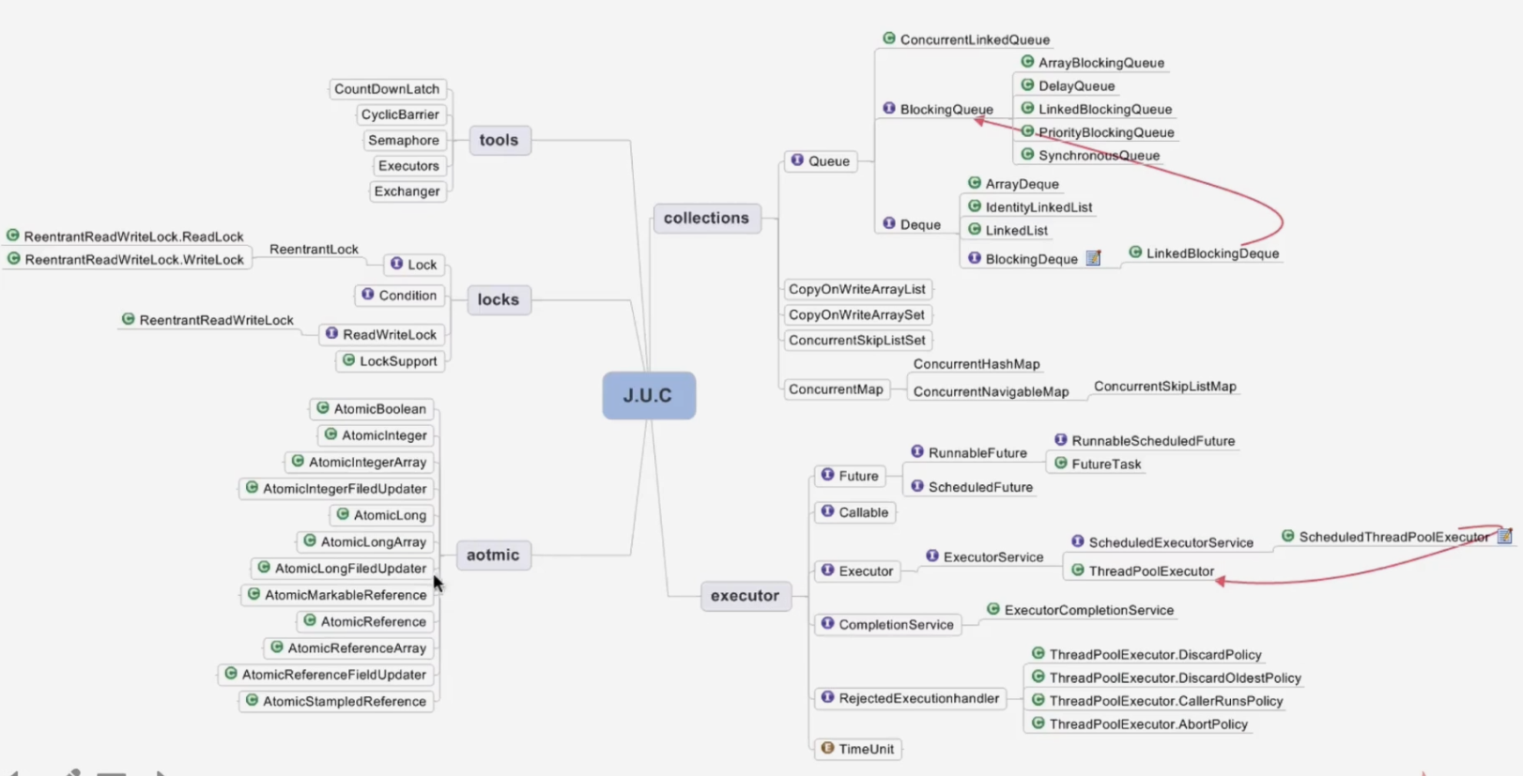 J.U.C
tools
CountDownLatch
CyclicBarrier
Semaphore
Executors
Exchanger
locks
Lock
ReentrantLock
ReentrantReadWriteLock.ReadLock
ReentrantReadWriteLock.WriteLock
Condition
ReadWriteLock
ReentrantReadWriteLock
LockSupport
aotmic
AtomicBoolean
AtomicInteger
AtomicIntegerArray
AtomicIntegerFiledUpdater
AtomicLong
AtomicLongArray
AtomicLongFiledUpdater
AtomicMarkableReference
AtomicReference
AtomicReferenceArray
AtomicReferenceFieldUpdater
AtomicStampedReference
collections
Queue
ConcurrentLinkedQueue
BlockingQueue
ArrayBlockingQueue
DelayQueue
LinkedBlockingQueue
PriorityBlockingQueue
SynchronousQueue
Deque
ArrayDeque
IdentityLinkedList
LinkedList
BlockingDeque
LinkedBlockingDeque
CopyOnWriteArrayList
CopyOnWriteArraySet
ConcurrentSkipListSet
ConcurrentMap
ConcurrentHashMap
ConcurrentNavigableMap
ConcurrentSkipListMap
executor
Future
RunnableFuture
RunnableScheduledFuture
FutureTask
ScheduledFuture
Callable
Executor
ExecutorService
ScheduledExecutorService
ScheduledThreadPoolExecutor
ThreadPoolExecutor
CompletionService
ExecutorCompletionService
RejectedExecutionhandler
ThreadPoolExecutor.DiscardPolicy
ThreadPoolExecutor.DiscardOldestPolicy
ThreadPoolExecutor.CallerRunsPolicy
ThreadPoolExecutor.AbortPolicy
TimeUnit